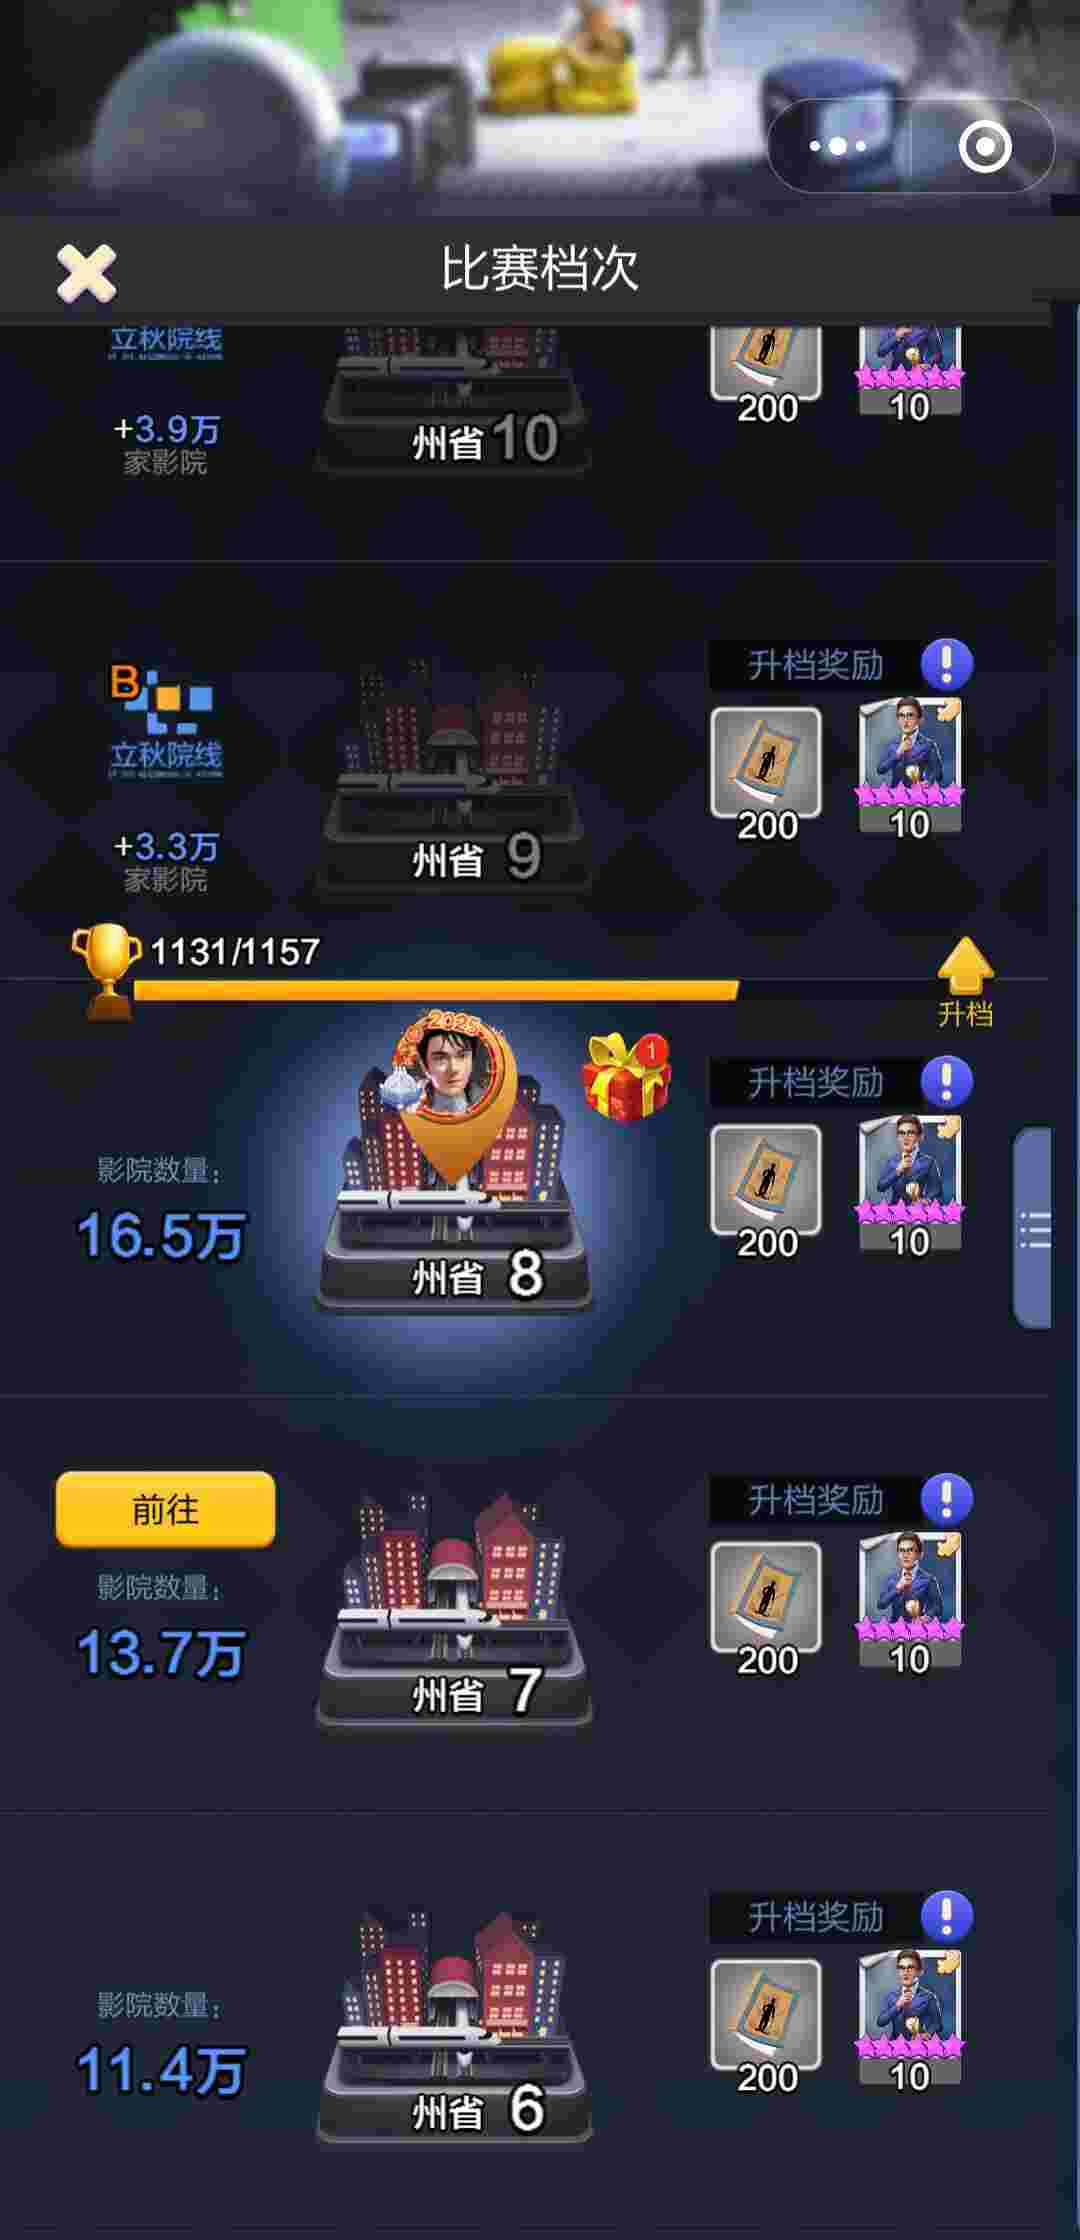 比赛档次
立秋院线
+3.9万
家影院
州省 10
200
10
B
立秋院线
+3.3万
家影院
州省 9
升档奖励
200
10
1131/1157
升档
2025
1
影院数量:
16.5万
州省 8
升档奖励
200
10
前往
影院数量:
13.7万
州省 7
升档奖励
200
10
影院数量:
11.4万
州省 6
升档奖励
200
10